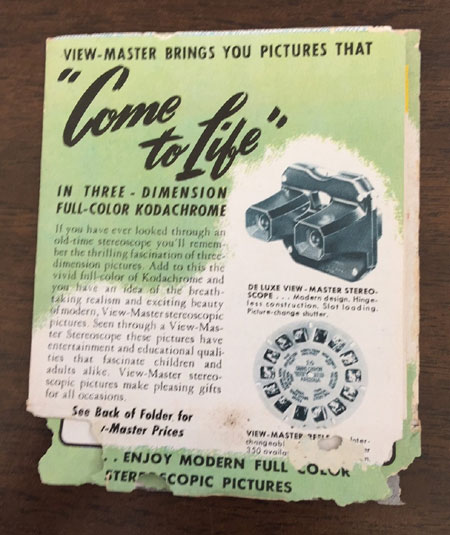 VIEW-MASTER BRINGS YOU PICTURES THAT
"Come
to Life"
IN THREE-DIMENSION
FULL-COLOR KODACHROME
If you have ever looked through an
old-time stereoscope you'll remem-
ber the thrilling fascination of three-
dimension pictures. Add to this the
vivid full-color of Kodachrome and
you have an idea of the breath-
taking realism and exciting beauty
of modern, View-Master stereoscopic
pictures. Seen through a View-Mas-
ter Stereoscope these pictures have
entertainment and educational quali-
ties that fascinate children and
adults alike. View-Master stereo-
scopic pictures make pleasing gifts
for all occasions.
See Back of Folder for
-Master Prices
DE LUXE VIEW-MASTER STEREO-
SCOPE . . . Modern design. Hinge-
less construction. Slot loading.
Picture-change shutter.
VIEW-MASTER Inter-
changeabl
350 availa
. . ENJOY MODERN FULL COLOR
STEREOSCOPIC PICTURES